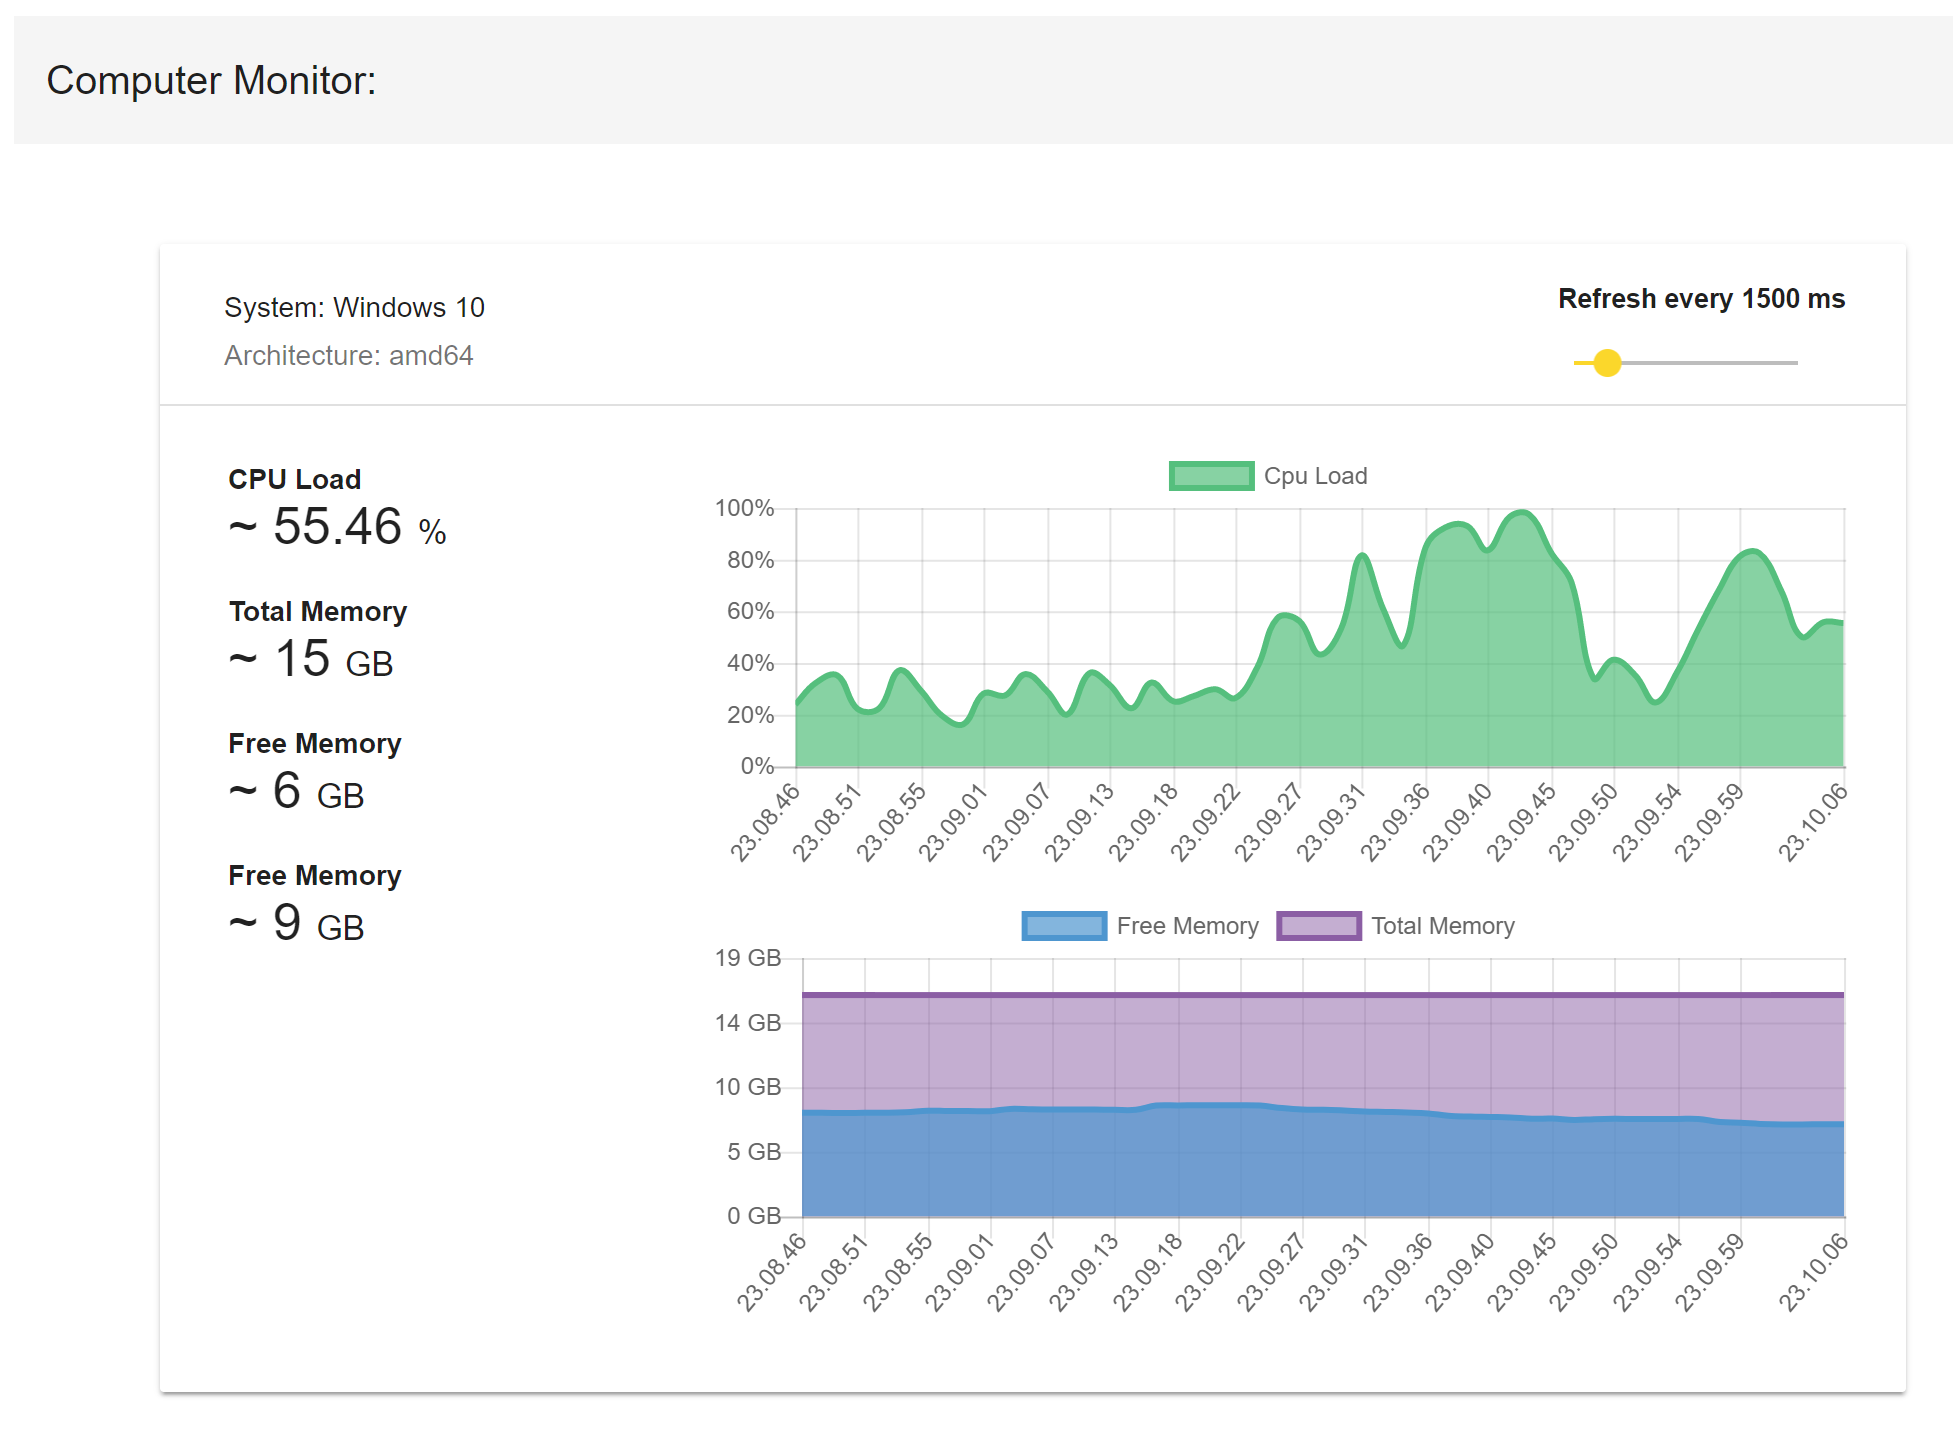 Computer Monitor:
System: Windows 10
Architecture: amd64
Refresh every 1500 ms
CPU Load
~ 55.46 %
Total Memory
~ 15 GB
Free Memory
~ 6 GB
Free Memory
~ 9 GB
Cpu Load
100%
80%
60%
40%
20%
0%
23.08.46
23.08.51
23.08.55
23.09.01
23.09.07
23.09.13
23.09.18
23.09.22
23.09.27
23.09.31
23.09.36
23.09.40
23.09.45
23.09.50
23.09.54
23.09.59
23.10.06
Free Memory Total Memory
19 GB
14 GB
10 GB
5 GB
0 GB
23.08.46
23.08.51
23.08.55
23.09.01
23.09.07
23.09.13
23.09.18
23.09.22
23.09.27
23.09.31
23.09.36
23.09.40
23.09.45
23.09.50
23.09.54
23.09.59
23.10.06